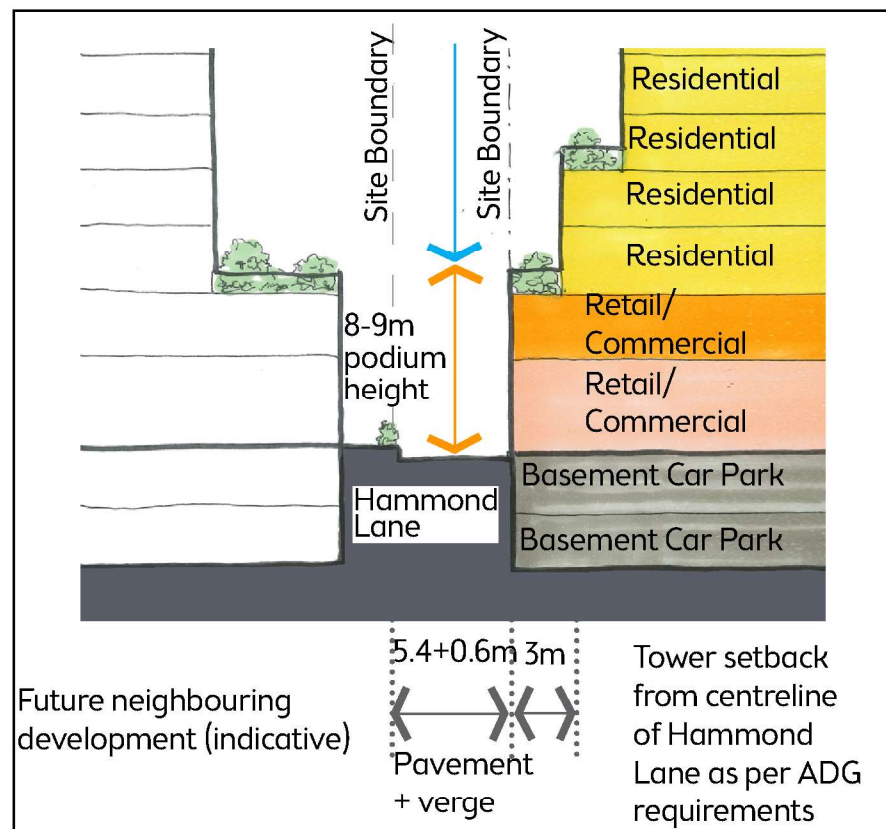 Site Boundary
Site Boundary
Residential
Residential
Residential
Residential
Retail/
Commercial
Retail/
Commercial
8-9m
podium
height
Basement Car Park
Basement Car Park
Hammond
Lane
5.4+0.6m
3m
Pavement
+ verge
Future neighbouring
development (indicative)
Tower setback
from centreline
of Hammond
Lane as per ADG
requirements